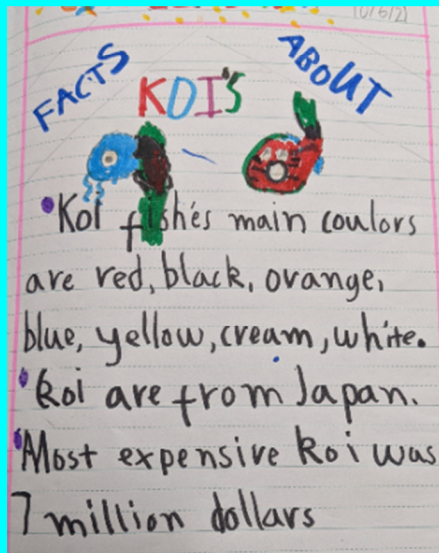 10/6/21
FACTS ABOUT
KOI'S
•Koi fishes main coulors
are red, black, orange,
blue, yellow, cream, white.
•Koi are from Japan.
•Most expensive koi was
7 million dollars